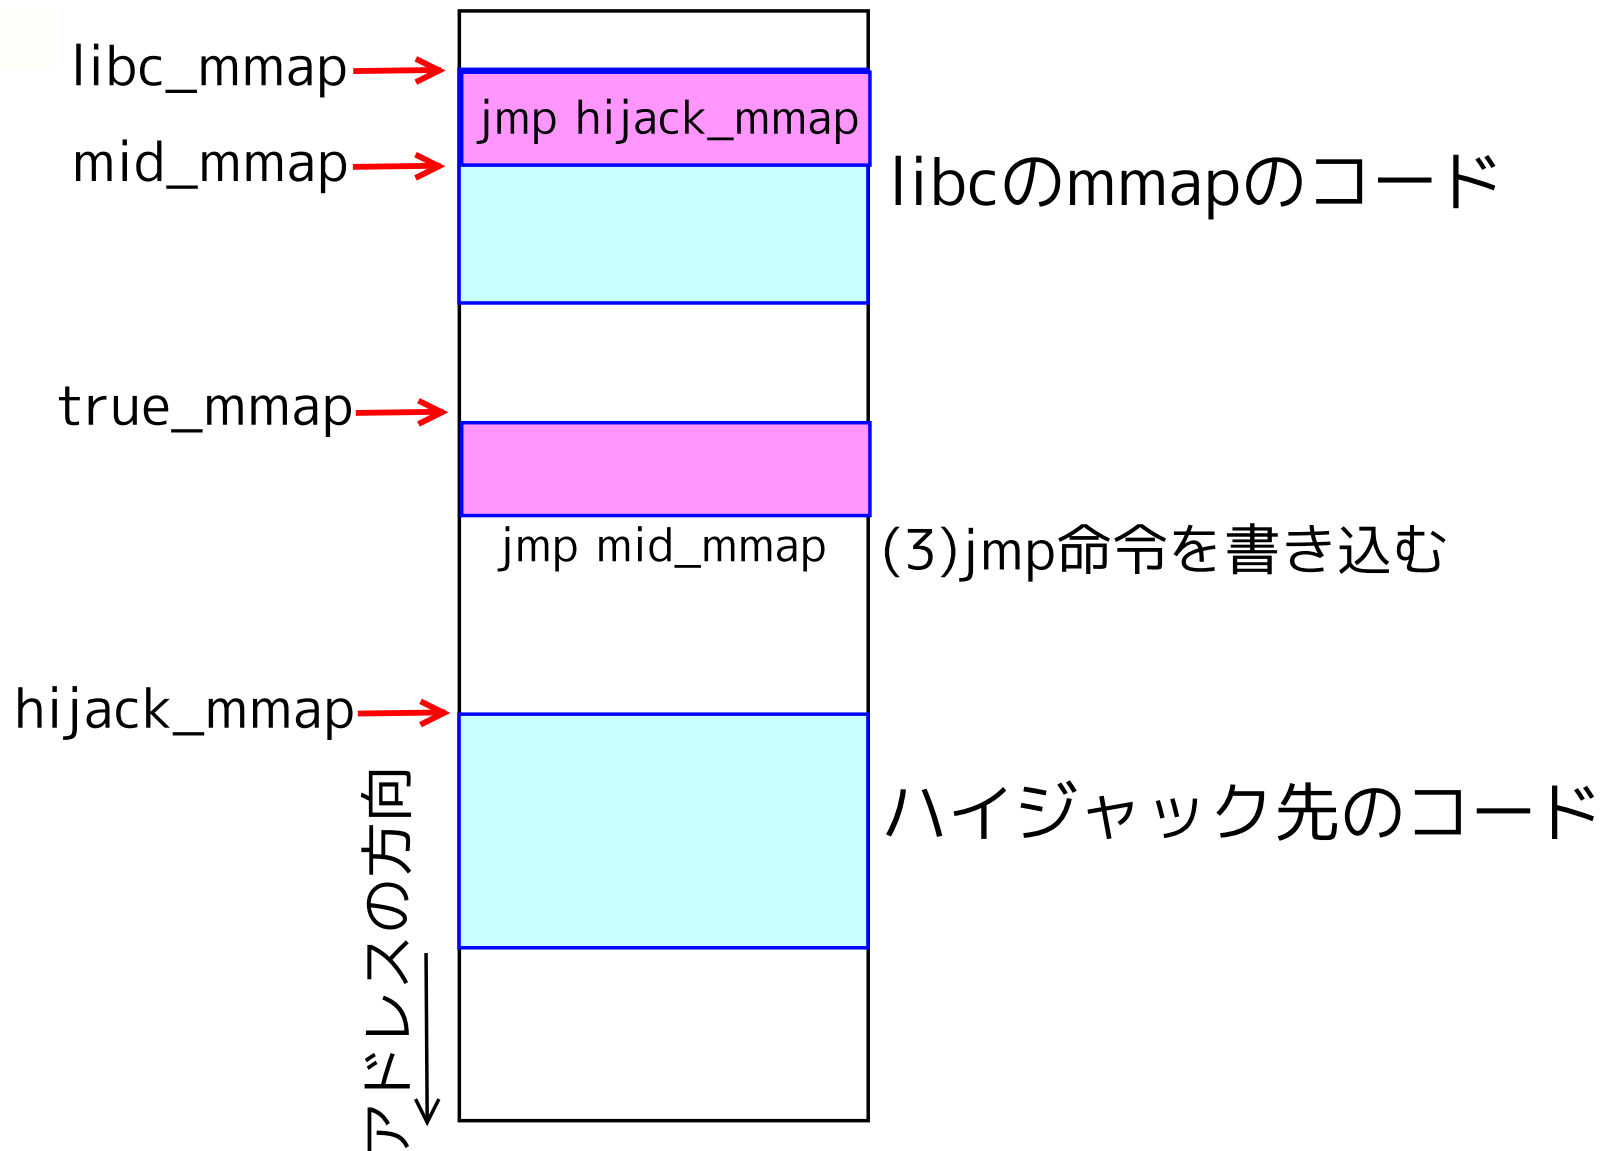 libc_mmap
jmp hijack_mmap
mid_mmap
libcのmmapのコード
true_mmap
jmp mid_mmap
(3)jmp命令を書き込む
hijack_mmap
ハイジャック先のコード
アドレスの方向